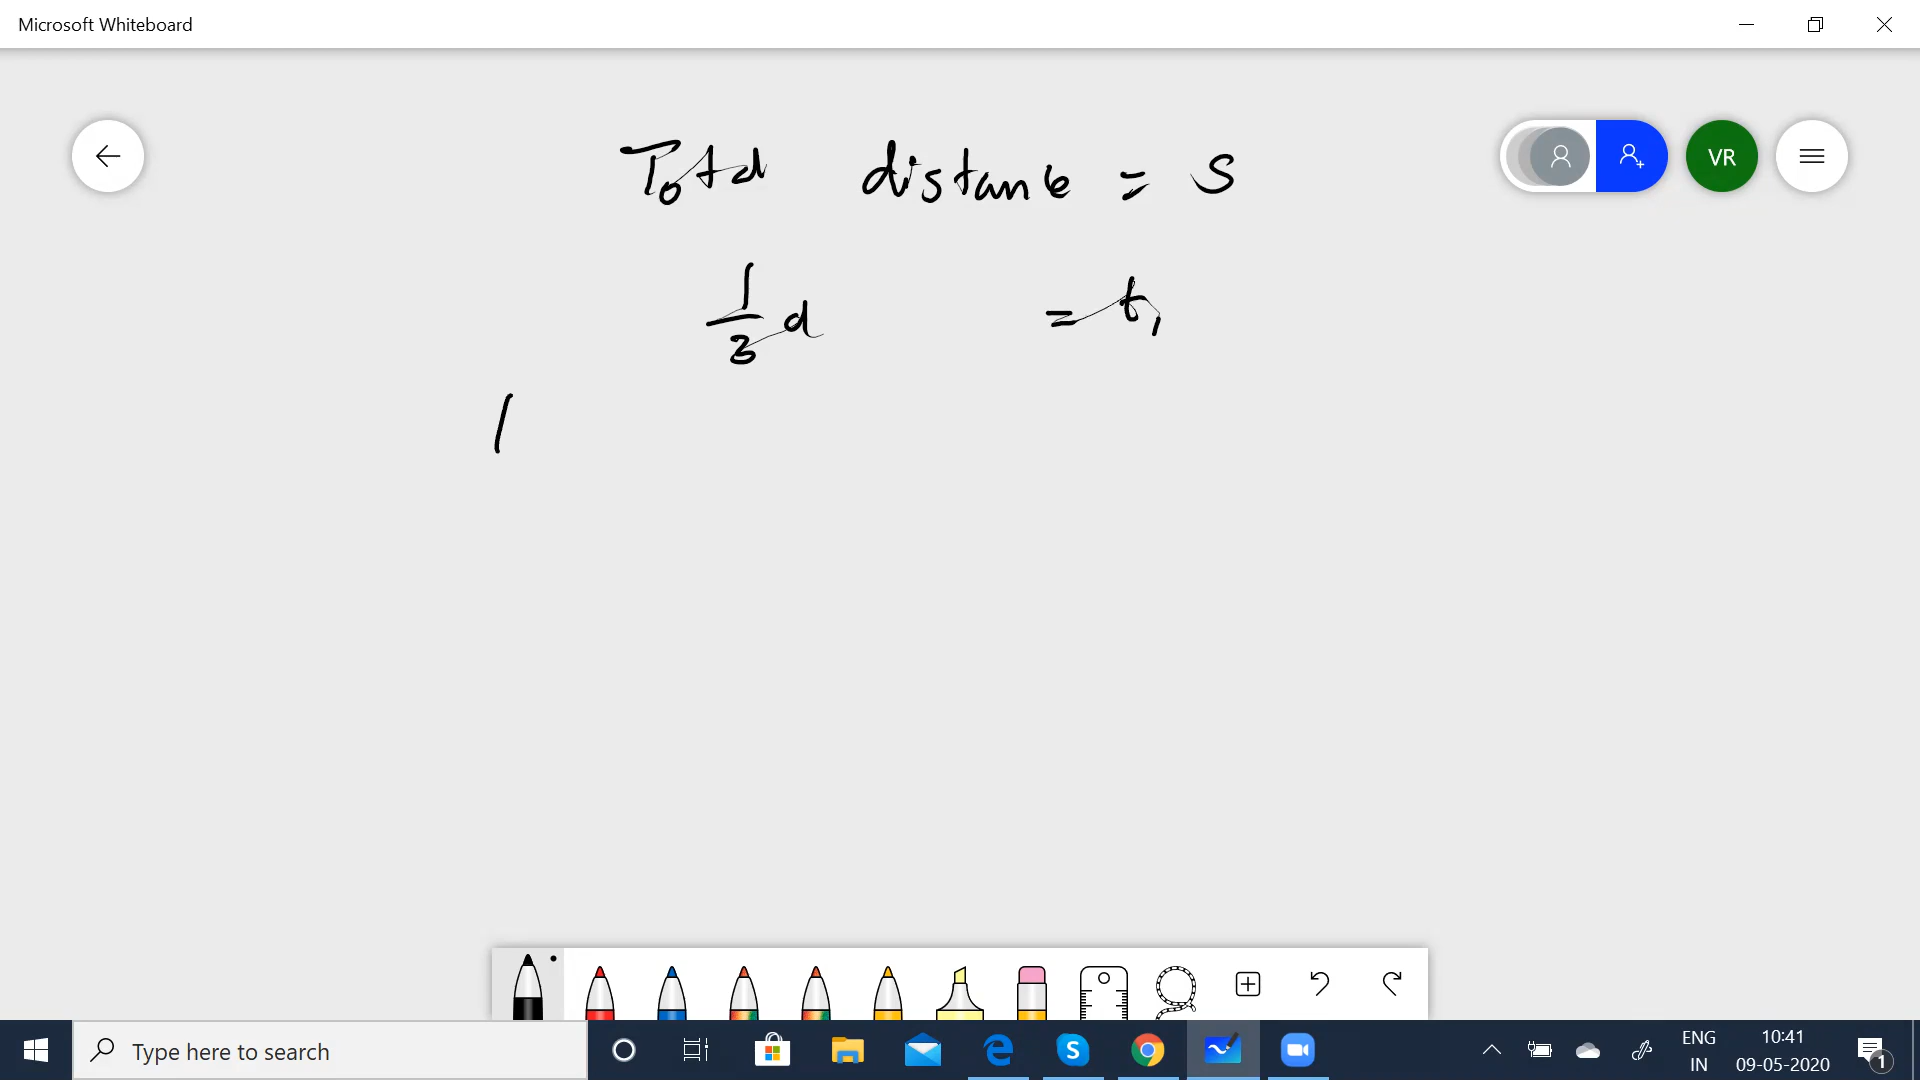 Microsoft Whiteboard
Total distance = S
VR
1/3 d = t₁
Type here to search
ENG
IN
10:41
09-05-2020
1